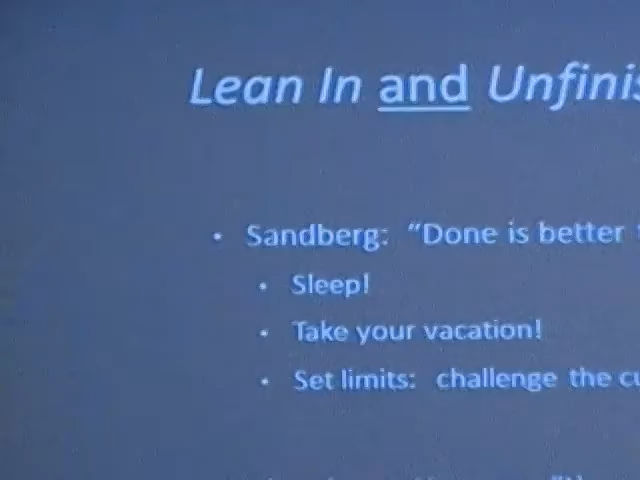 Lean In and Unfinis
• Sandberg: "Done is better
• Sleep!
• Take your vacation!
• Set limits: challenge the cu